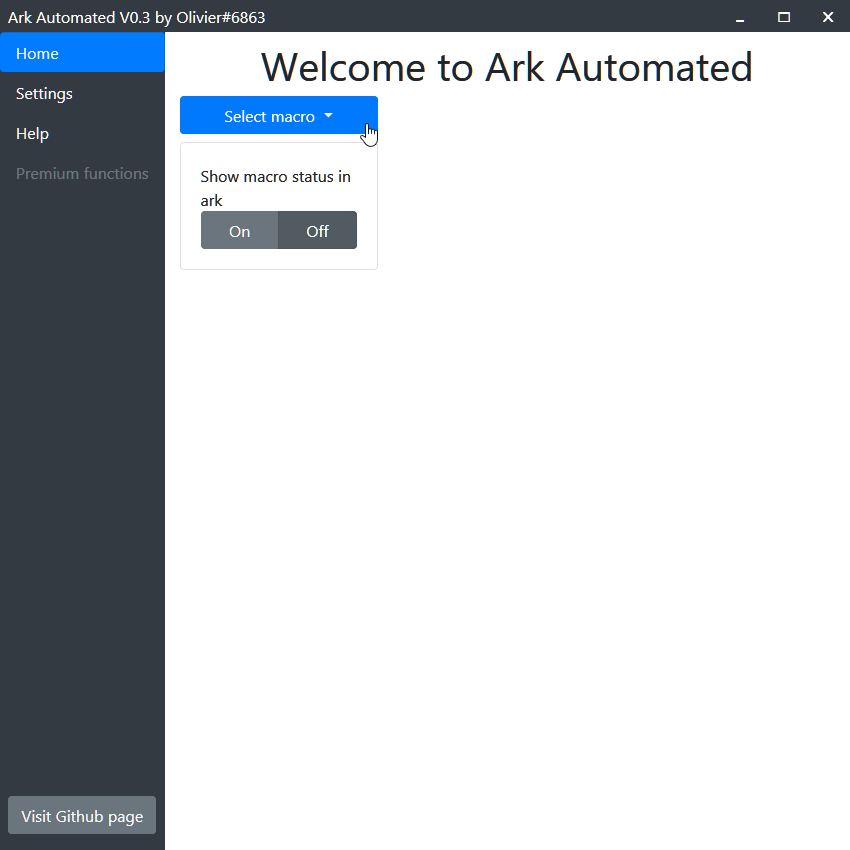 Ark Automated V0.3 by Olivier#6863
Home
Settings
Help
Premium functions
Visit Github page
Welcome to Ark Automated
Select macro
Show macro status in
ark
On
Off